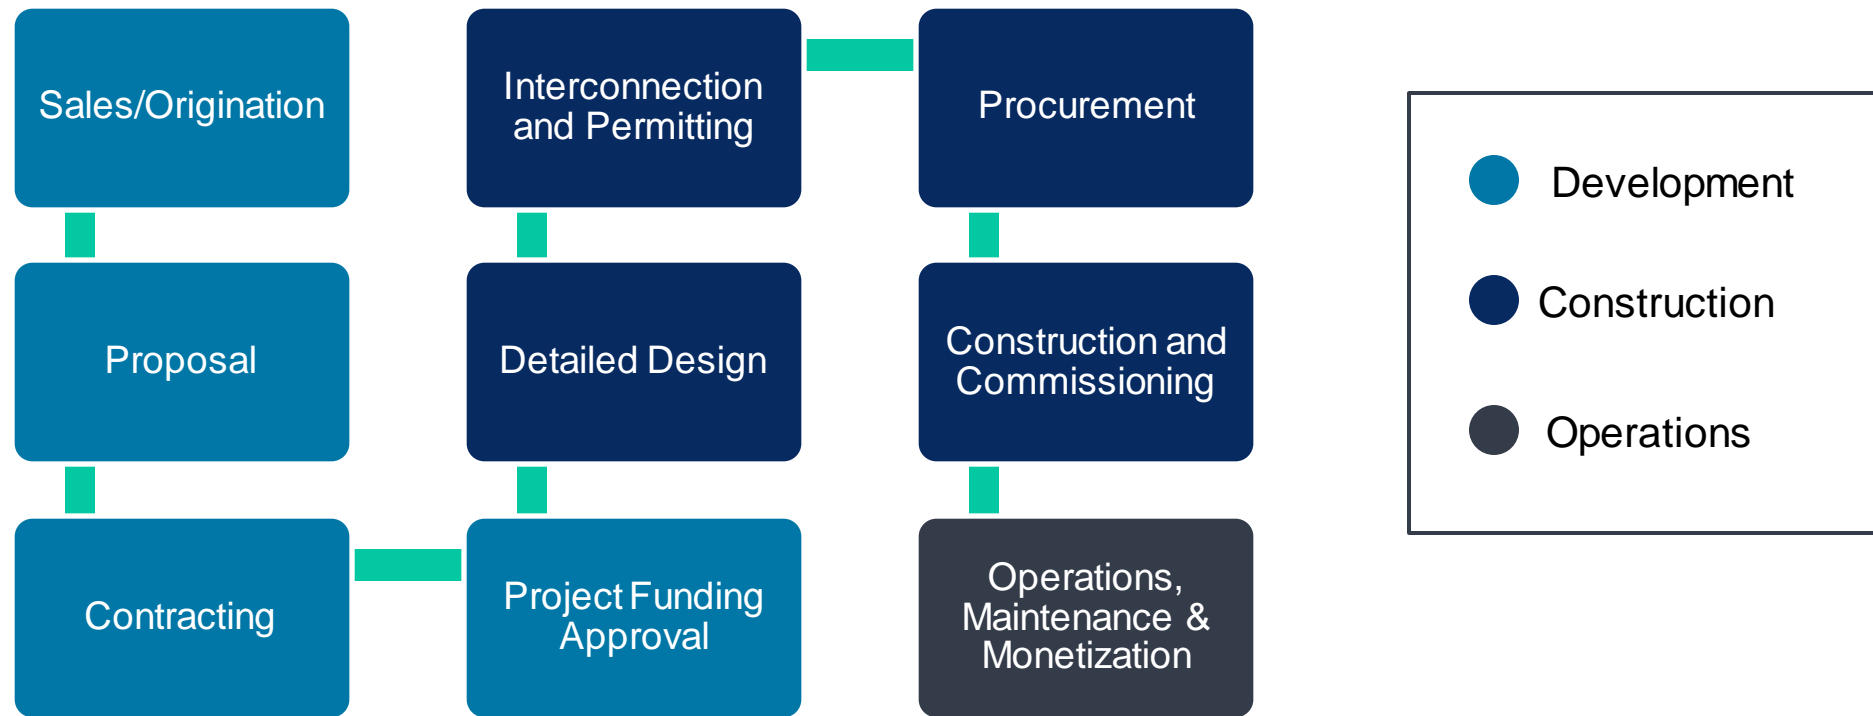 Sales/Origination
Proposal
Contracting
Project Funding
Approval
Detailed Design
Interconnection
and Permitting
Procurement
Construction and
Commissioning
Operations,
Maintenance &
Monetization
Development
Construction
Operations